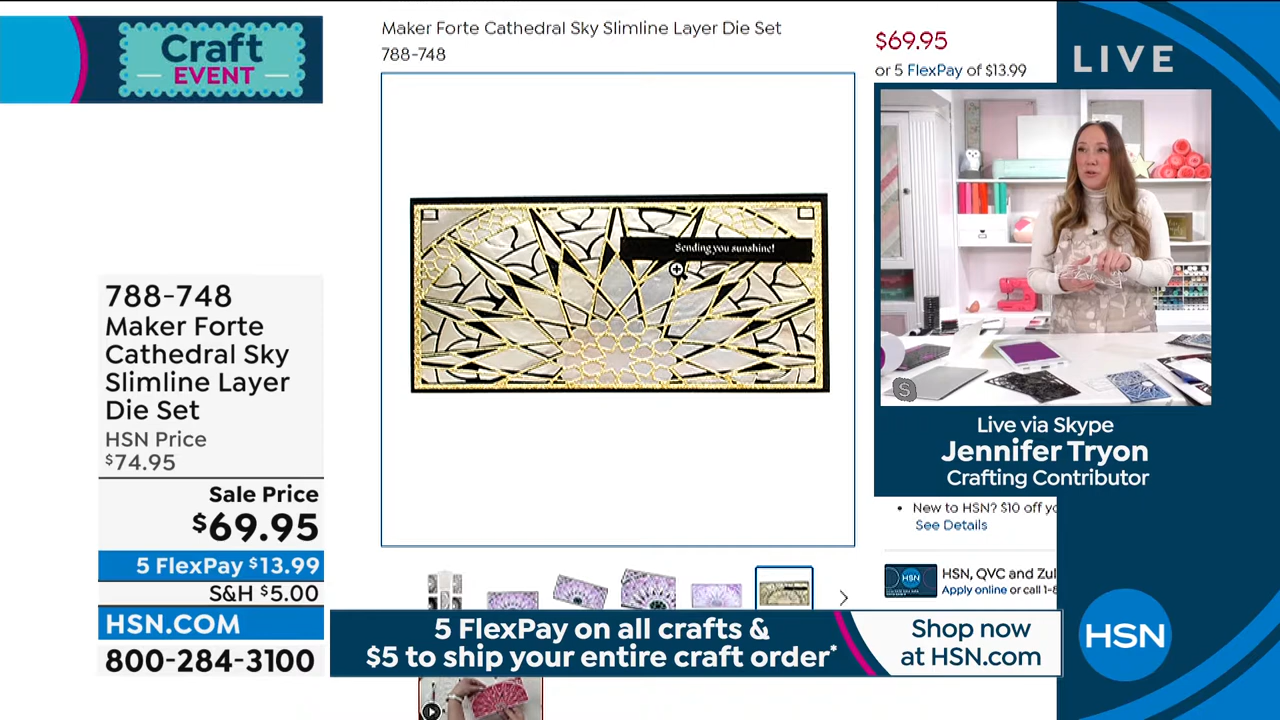 Craft
EVENT
Maker Forte Cathedral Sky Slimline Layer Die Set
788-748
$69.95
or 5 FlexPay of $13.99
LIVE
Sending you sunshine!
788-748
Maker Forte
Cathedral Sky
Slimline Layer
Die Set
HSN Price
$74.95
Sale Price
$69.95
5 FlexPay $13.99
S&H $5.00
HSN.COM
800-284-3100
S
Live via Skype
Jennifer Tryon
Crafting Contributor
New to HSN? $10 off
See Details
HSN
HSN, QVC and
Apply online or call
5 FlexPay on all crafts &
$5 to ship your entire craft order*
Shop now
at HSN.com
HSN